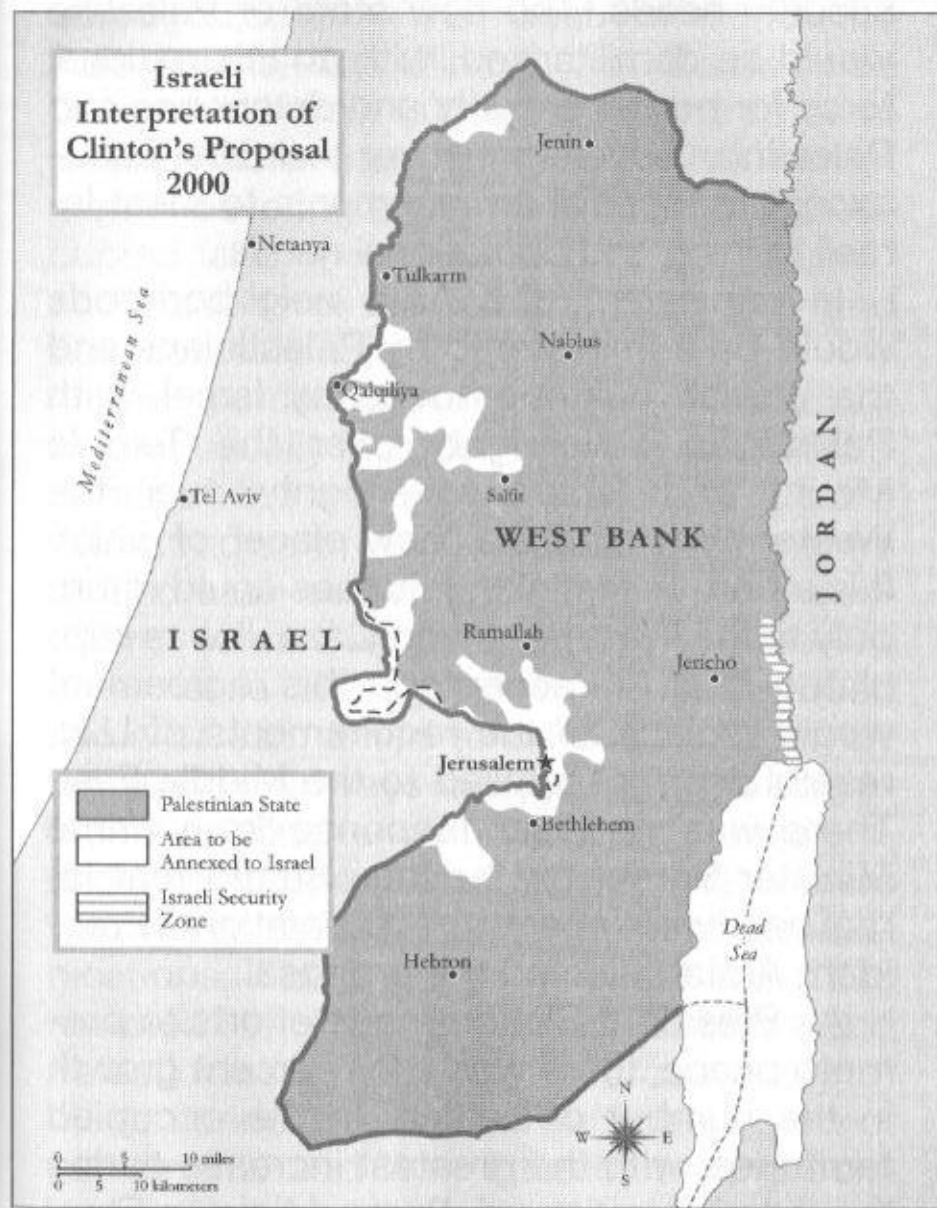 Israeli
Interpretation of
Clinton's Proposal
2000
Jenin
Netanya
Tulkarm
Mediterranean Sea
Nablus
Qalqiliya
JORDAN
Tel Aviv
Salfit
WEST BANK
ISRAEL
Ramallah
Jericho
Jerusalem
Palestinian State
Area to be
Annexed to Israel
Israeli Security
Zone
Bethlehem
Dead
Sea
Hebron
N
W E
S
0 5 10 miles
0 5 10 kilometers